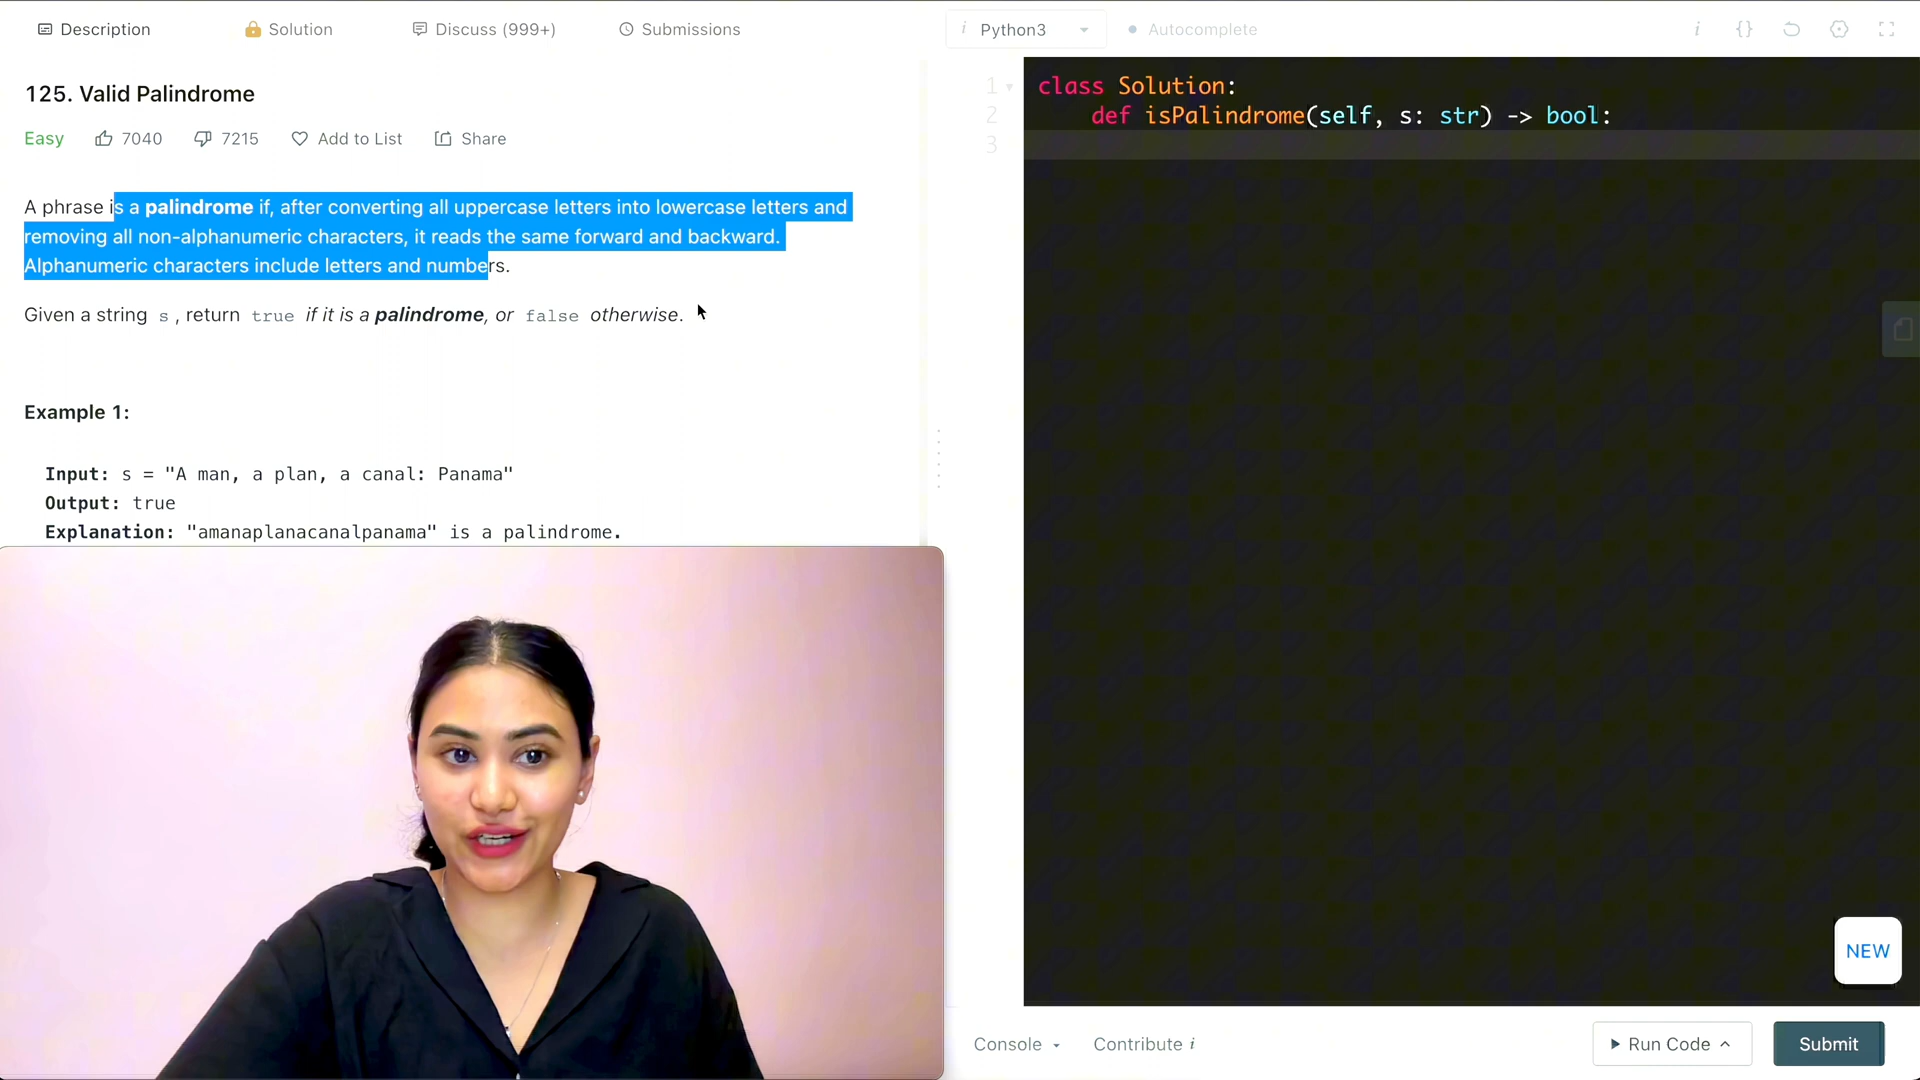 Description Solution Discuss (999+) Submissions
i Python3 Autocomplete i {}
125. Valid Palindrome
Easy 7040 7215 Add to List Share
A phrase is a palindrome if, after converting all uppercase letters into lowercase letters and
removing all non-alphanumeric characters, it reads the same forward and backward.
Alphanumeric characters include letters and numbers.
Given a string s , return true if it is a palindrome, or false otherwise.
Example 1:
Input: s = "A man, a plan, a canal: Panama"
Output: true
Explanation: "amanaplanacanalpanama" is a palindrome.
1 class Solution:
2 def isPalindrome(self, s: str) -> bool:
3
NEW
Console Contribute i Run Code Submit